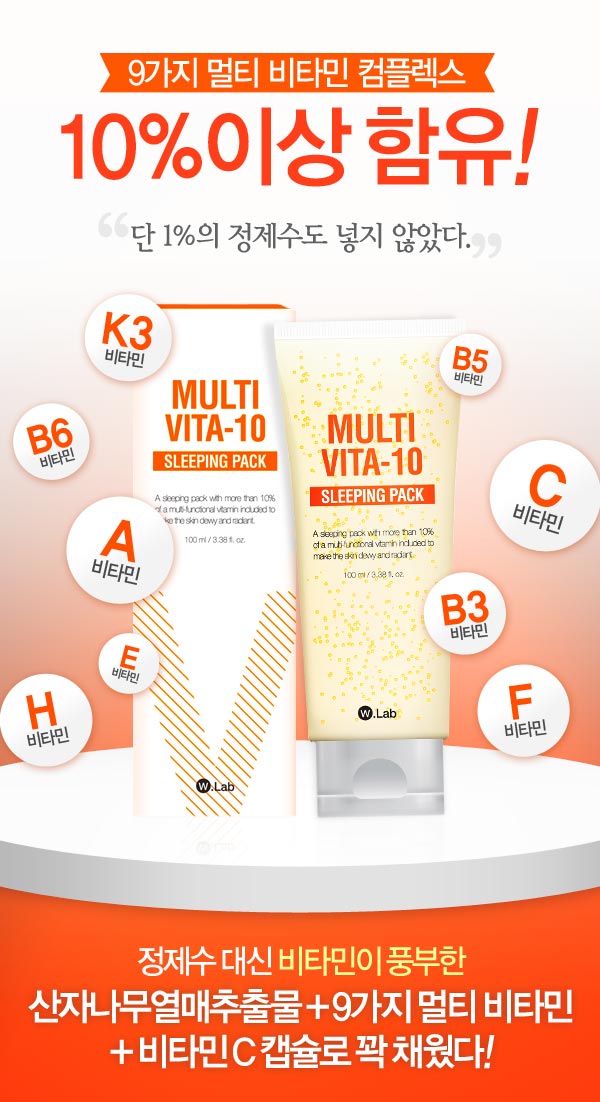 9가지 멀티 비타민 컴플렉스
10%이상 함유!
“단 1%의 정제수도 넣지 않았다.”
K3
비타민
B5
비타민
B6
비타민
C
비타민
A
비타민
B3
비타민
E
비타민
H
비타민
F
비타민
MULTI
VITA-10
SLEEPING PACK
A sleeping pack with more than 10%
of a multi-functional vitamin included to
make the skin dewy and radiant.
100 ml / 3.38 fl. oz.
W.Lab
MULTI
VITA-10
SLEEPING PACK
A sleeping pack with more than 10%
of a multi-functional vitamin included to
make the skin dewy and radiant.
100 ml / 3.38 fl. oz.
W.Lab
정제수 대신 비타민이 풍부한
산자나무열매추출물+9가지 멀티 비타민
+비타민C 캡슐로 꽉 채웠다!